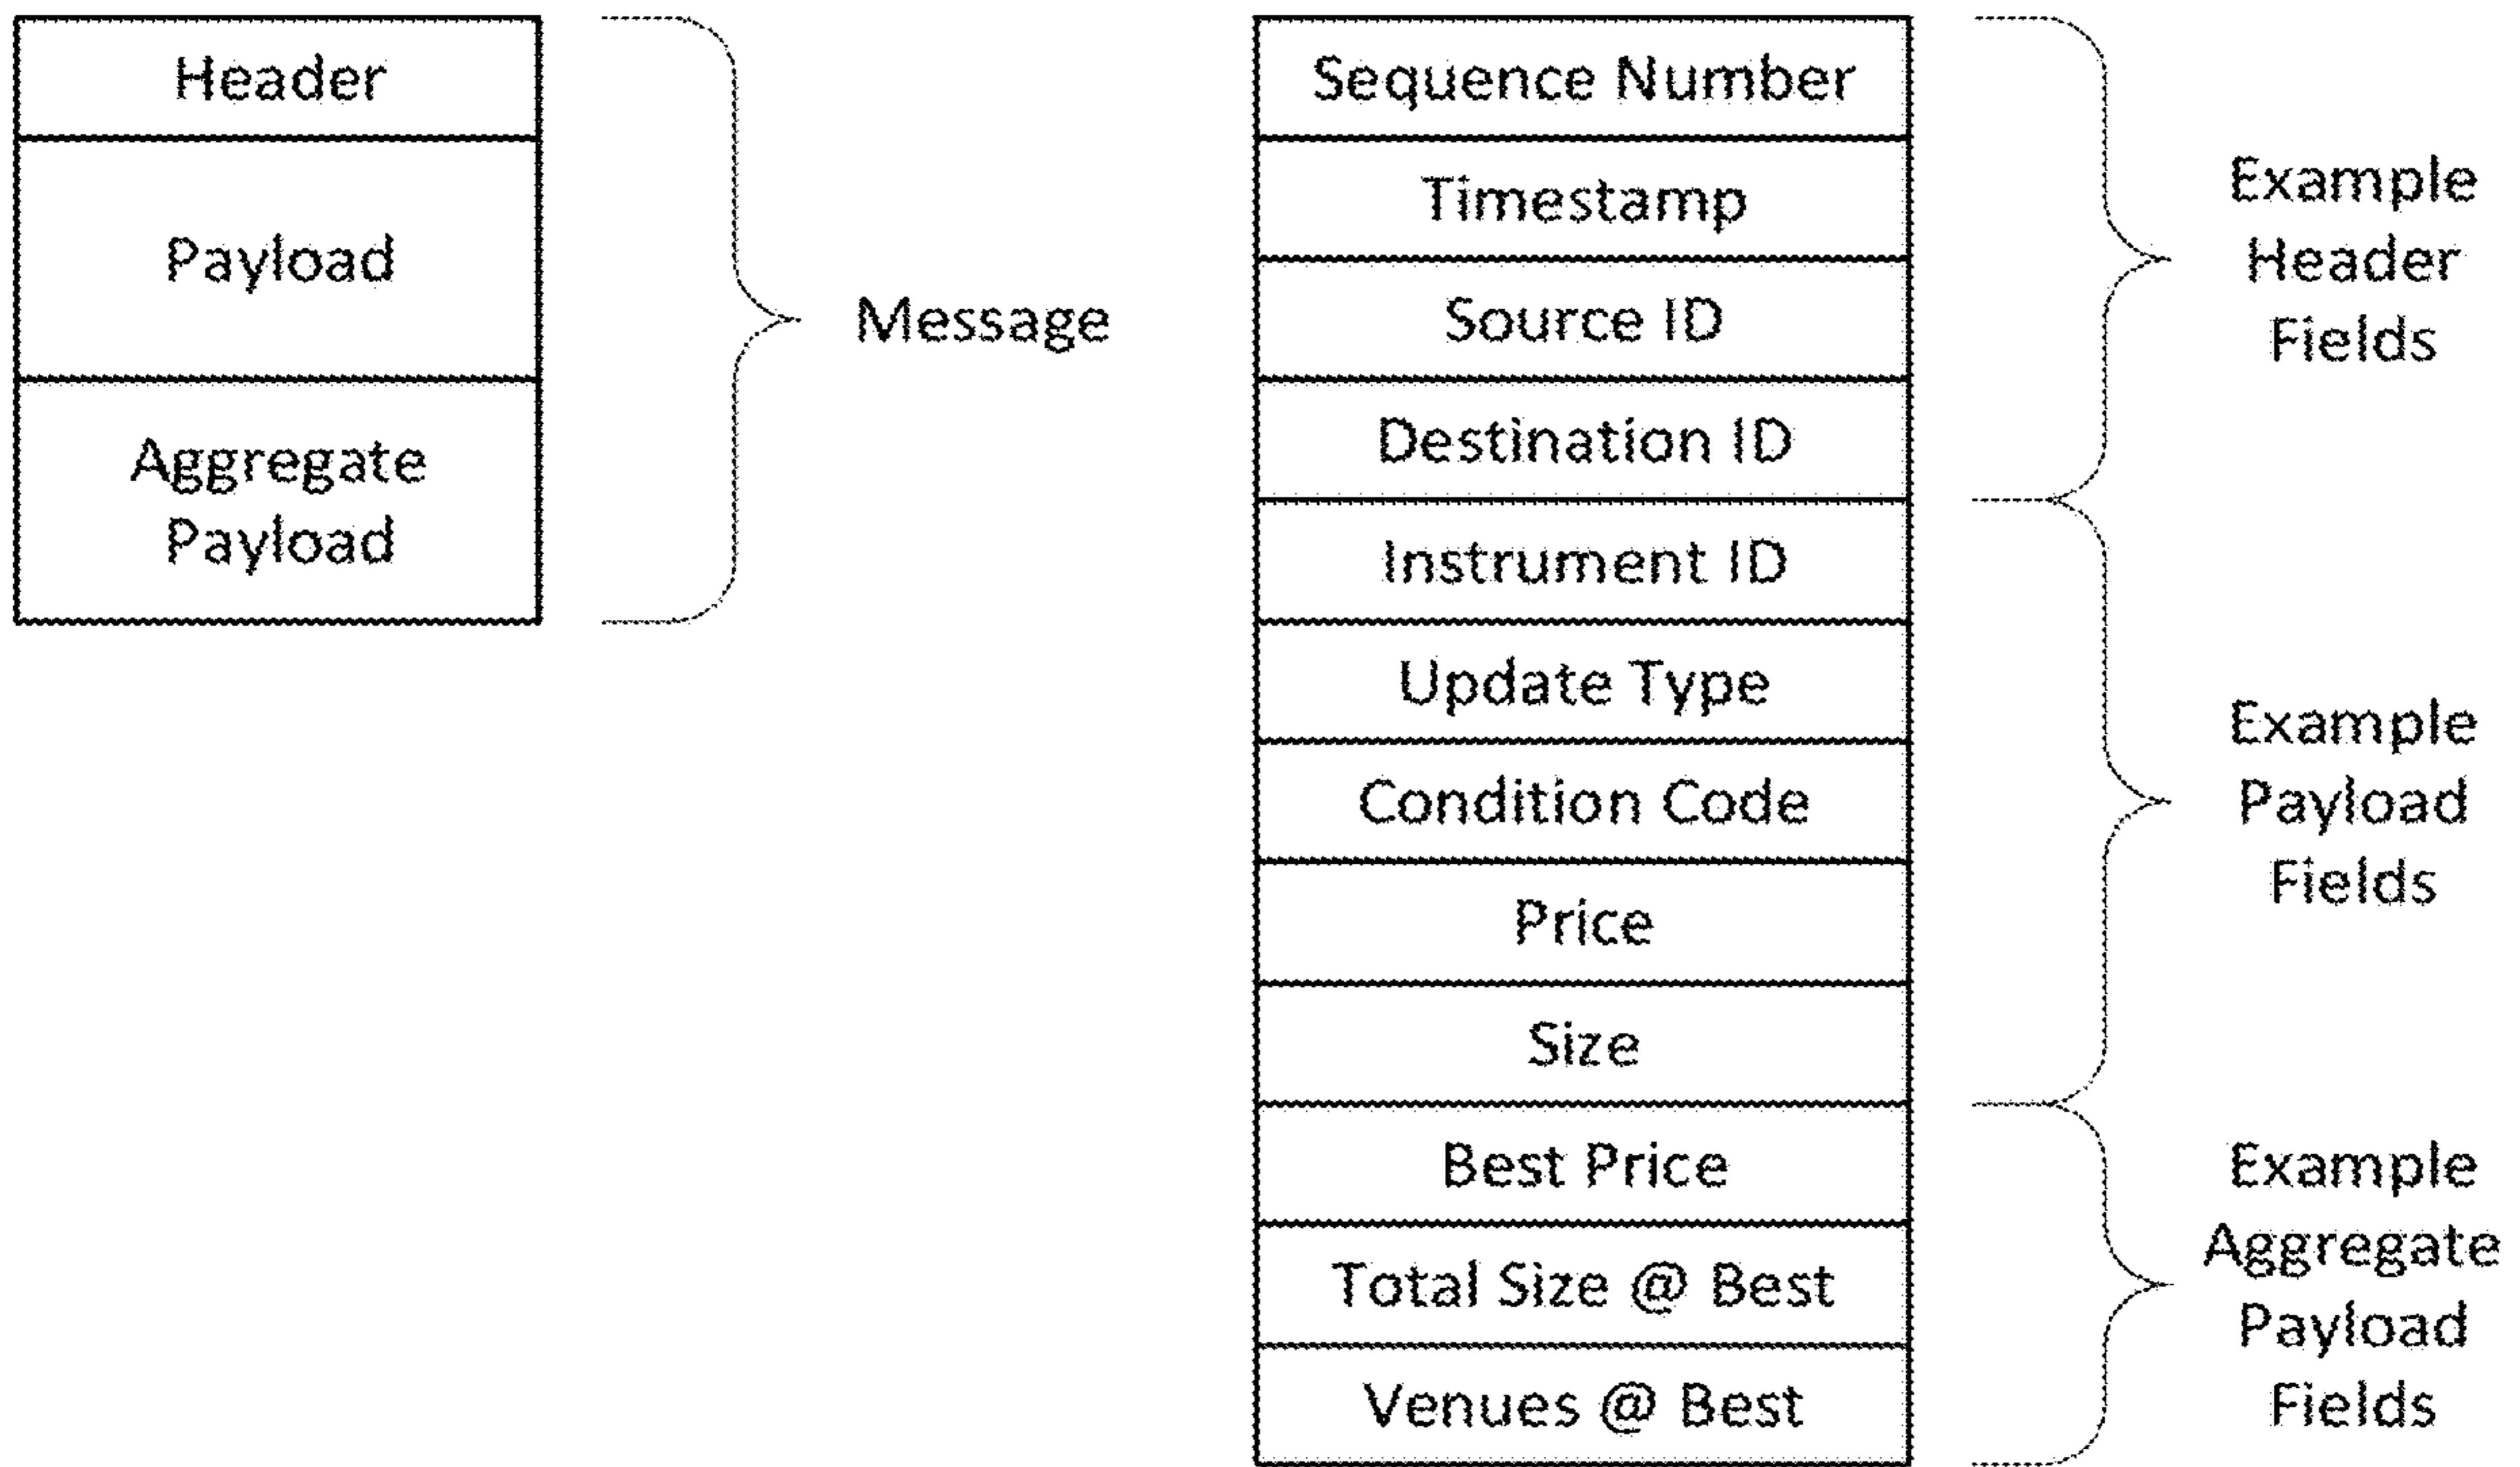 Header
Payload
Aggregate
Payload
Message
Sequence Number
Timestamp
Source ID
Destination ID
Instrument ID
Update Type
Condition Code
Price
Size
Best Price
Total Size @ Best
Venues @ Best
Example
Header
Fields
Example
Payload
Fields
Example
Aggregate
Payload
Fields